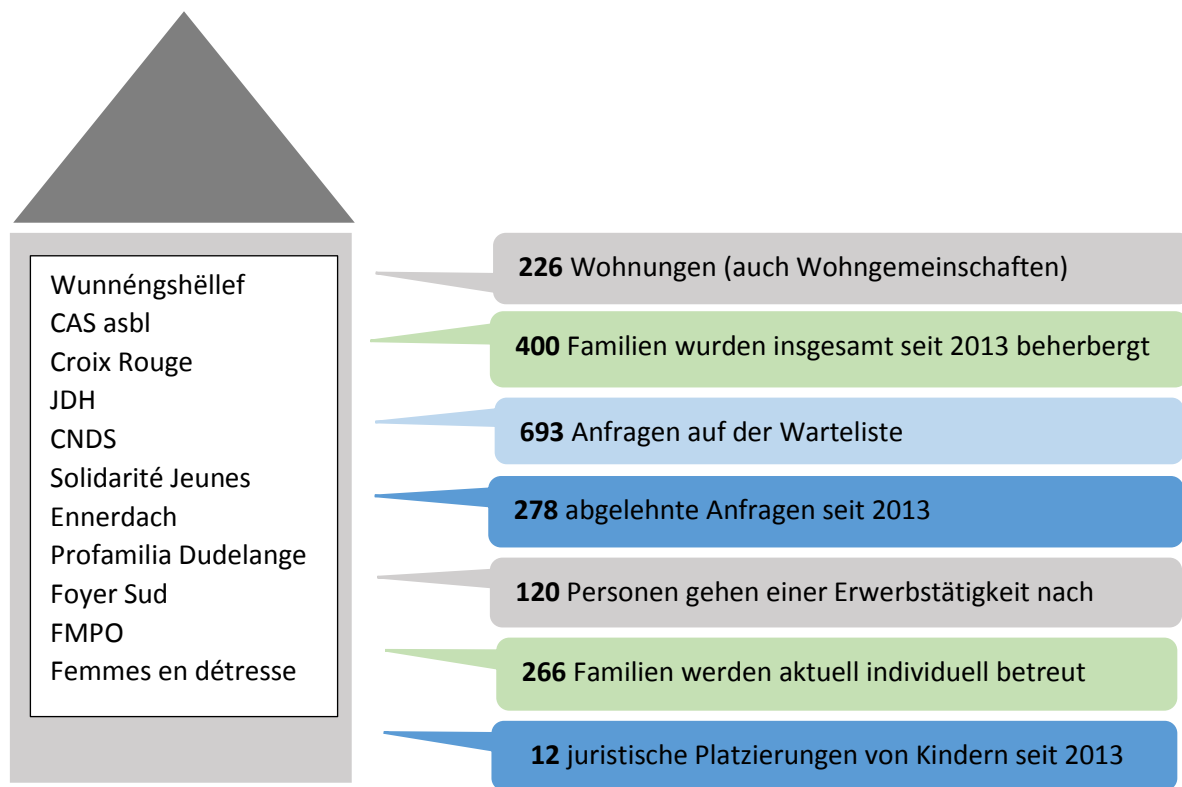 Wunnéngshëllef
CAS asbl
Croix Rouge
JDH
CNDS
Solidarité Jeunes
Ennerdach
Profamilia Dudelange
Foyer Sud
FMPO
Femmes en détresse
226 Wohnungen (auch Wohngemeinschaften)
400 Familien wurden insgesamt seit 2013 beherbergt
693 Anfragen auf der Warteliste
278 abgelehnte Anfragen seit 2013
120 Personen gehen einer Erwerbstätigkeit nach
266 Familien werden aktuell individuell betreut
12 juristische Platzierungen von Kindern seit 2013